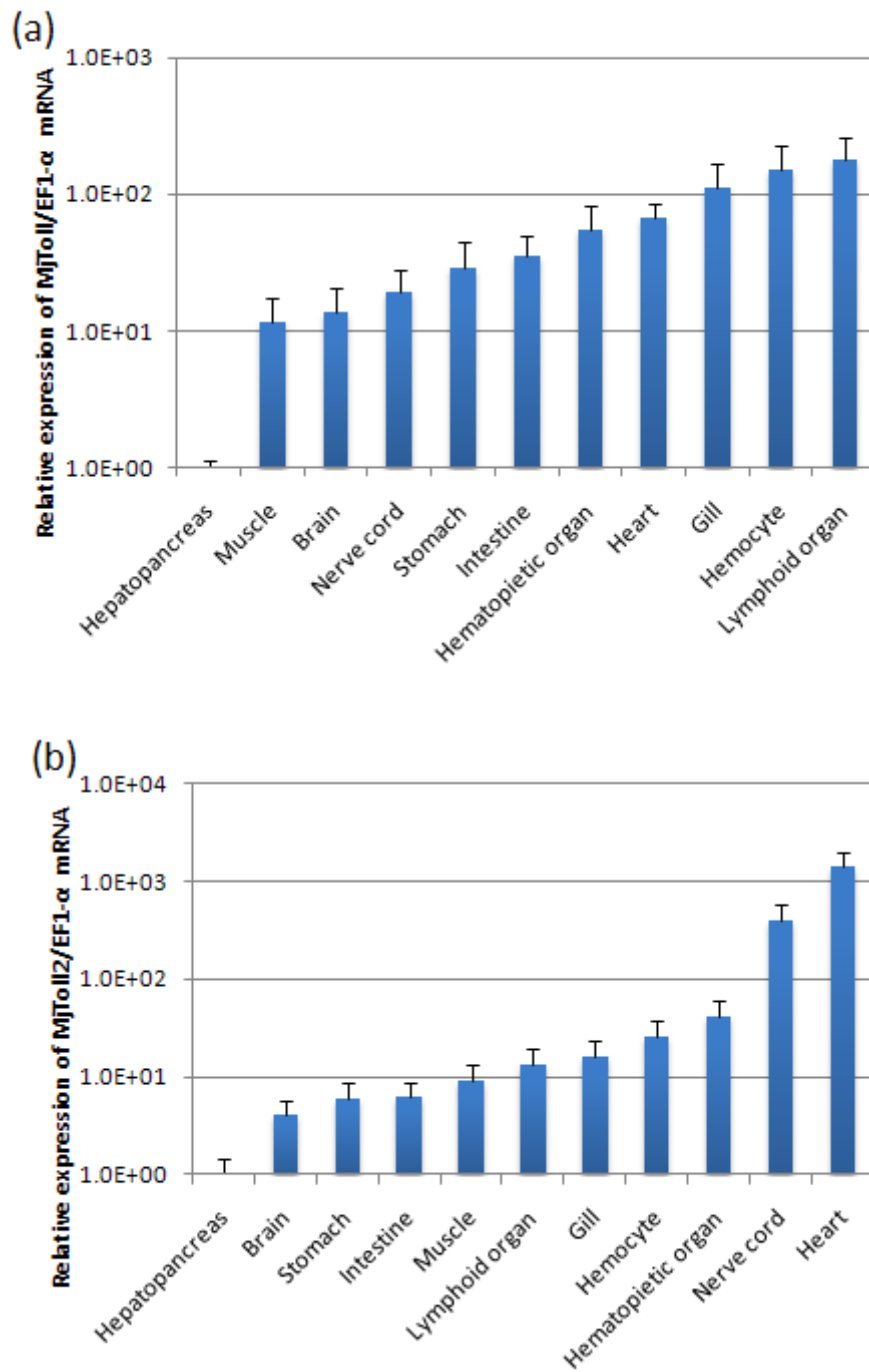 (a)
Relative expression of MjToll/EF1-α mRNA
1.0E+03
1.0E+02
1.0E+01
1.0E+00
Hepatopancreas
Muscle
Brain
Nerve cord
Stomach
Intestine
Hematopietic organ
Heart
Gill
Hemocyte
Lymphoid organ
(b)
Relative expression of MjToll2/EF1-α mRNA
1.0E+04
1.0E+03
1.0E+02
1.0E+01
1.0E+00
Hepatopancreas
Brain
Stomach
Intestine
Muscle
Lymphoid organ
Gill
Hemocyte
Hematopietic organ
Nerve cord
Heart